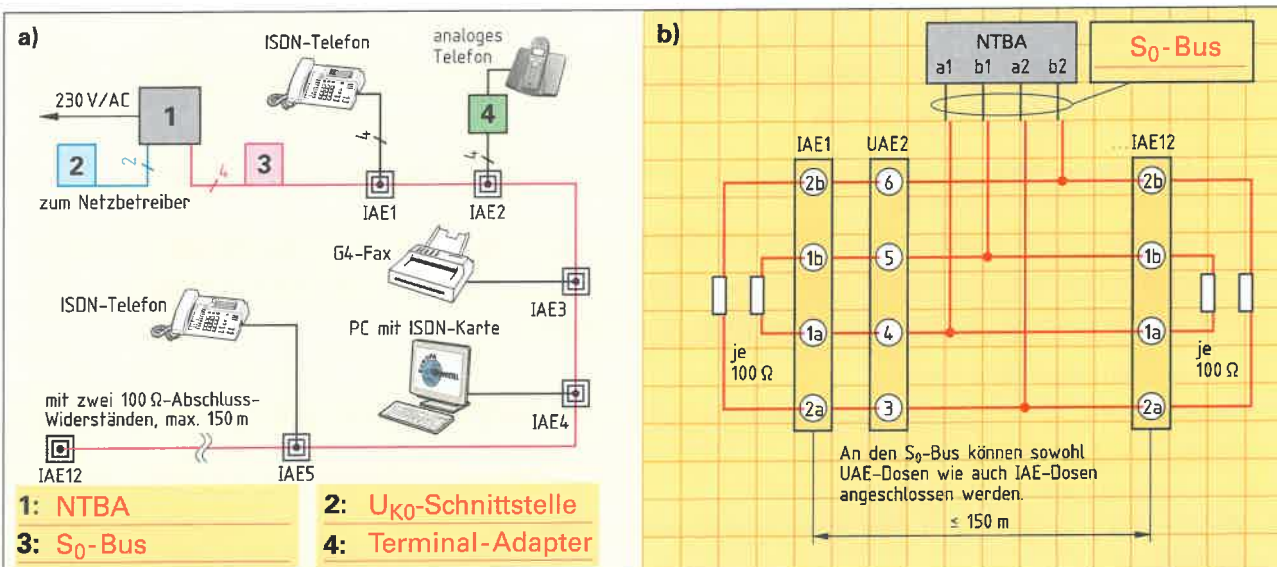 a)
ISDN-Telefon
analoges
Telefon
230 V/AC
1
4
4
4
2
2
4
3
zum Netzbetreiber
IAE1
IAE2
G4-Fax
IAE3
ISDN-Telefon
PC mit ISDN-Karte
mit zwei 100 Ω-Abschluss-
Widerständen, max. 150 m
IAE4
IAE12
IAE5
1: NTBA
2: UK0-Schnittstelle
3: S0-Bus
4: Terminal-Adapter
b)
NTBA
a1 b1 a2 b2
S0-Bus
IAE1 UAE2 ...IAE12
2b 6 2b
1b 5 1b
1a 4 1a
je
100 Ω
je
100 Ω
2a 3 2a
An den S0-Bus können sowohl
UAE-Dosen wie auch IAE-Dosen
angeschlossen werden.
≤ 150 m